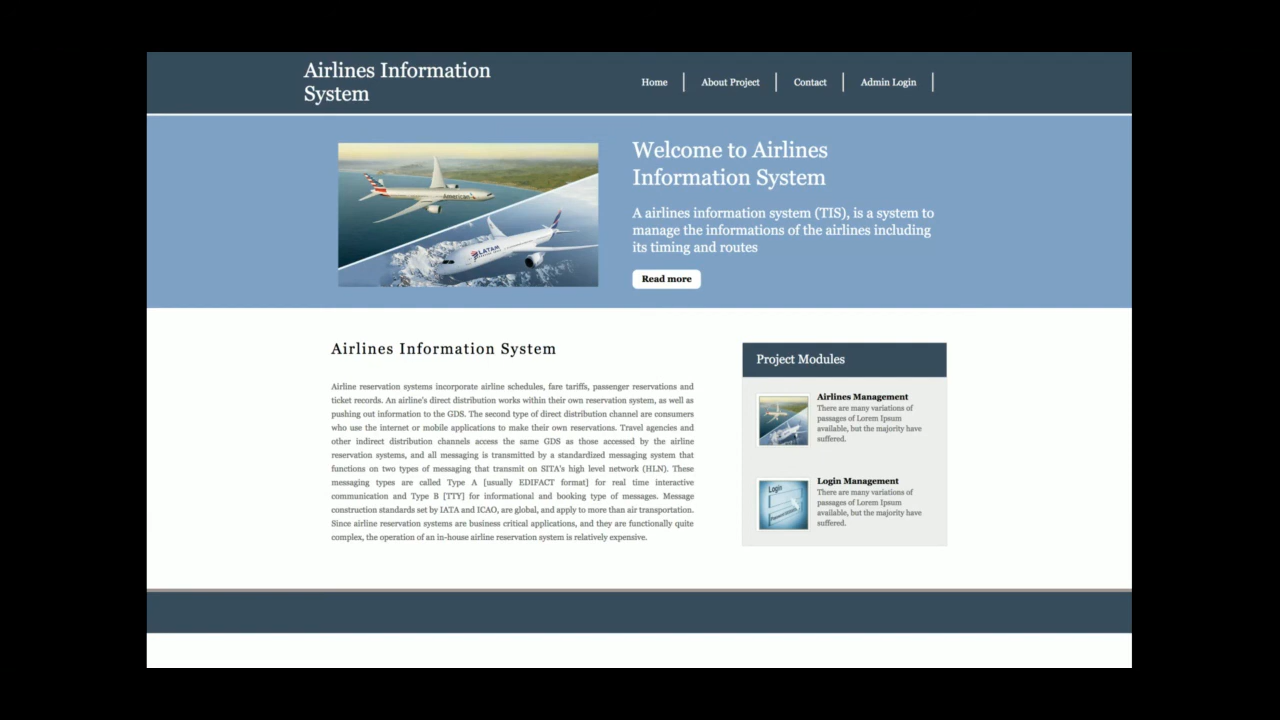 Airlines Information
System
Home
About Project
Contact
Admin Login
American
LATAM
Welcome to Airlines
Information System
A airlines information system (TIS), is a system to
manage the informations of the airlines including
its timing and routes
Read more
Airlines Information System
Airline reservation systems incorporate airline schedules, fare tariffs, passenger reservations and
ticket records. An airline's direct distribution works within their own reservation system, as well as
pushing out information to the GDS. The second type of direct distribution channel are consumers
who use the internet or mobile applications to make their own reservations. Travel agencies and
other indirect distribution channels access the same GDS as those accessed by the airline
reservation systems, and all messaging is transmitted by a standardized messaging system that
functions on two types of messaging that transmit on SITA's high level network (HLN). These
messaging types are called Type A [usually EDIFACT format] for real time interactive
communication and Type B [TTY] for informational and booking type of messages. Message
construction standards set by IATA and ICAO, are global, and apply to more than air transportation.
Since airline reservation systems are business critical applications, and they are functionally quite
complex, the operation of an in-house airline reservation system is relatively expensive.
Project Modules
Airlines Management
There are many variations of
passages of Lorem Ipsum
available, but the majority have
suffered.
Login
Login Management
There are many variations of
passages of Lorem Ipsum
available, but the majority have
suffered.